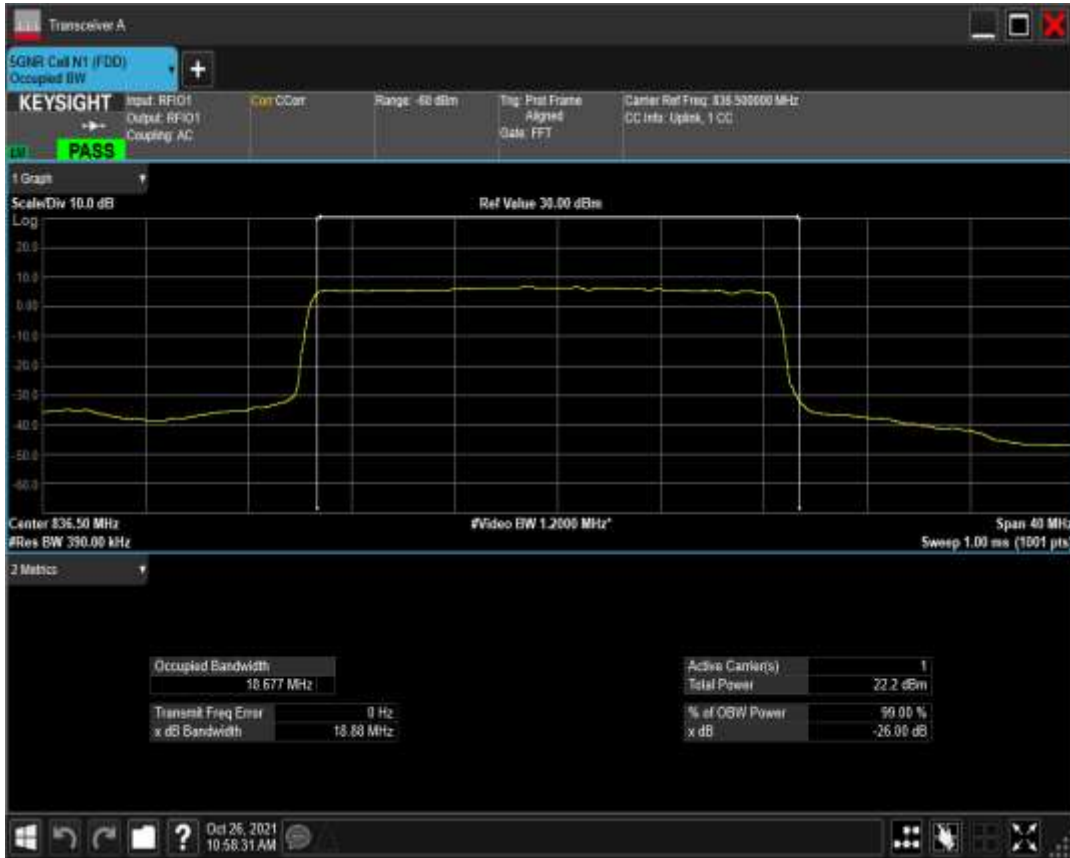 Transceiver A
5GNR Cell N1 (FDD)
Occupied BW
+
KEYSIGHT
PASS
Input: RFIO1
Output: RFIO1
Coupling: AC
Corr CCorr
Range: -60 dBm
Trig: Prot Frame
Aligned
Gate: FFT
Carrier Ref Freq: 836.500000 MHz
CC Info: Uplink, 1 CC
1 Graph
Scale/Div 10.0 dB
Ref Value 30.00 dBm
Log
20.0
10.0
0.00
-10.0
-20.0
-30.0
-40.0
-50.0
-60.0
Center 836.50 MHz
#Video BW 1.2000 MHz*
Span 40 MHz
#Res BW 390.00 kHz
Sweep 1.00 ms (1001 pts)
2 Metrics
Occupied Bandwidth
18.677 MHz
Active Carrier(s) 1
Total Power 22.2 dBm
Transmit Freq Error 0 Hz
x dB Bandwidth 18.88 MHz
% of OBW Power 99.00 %
x dB -26.00 dB
?
Oct 26, 2021
10:58:31 AM